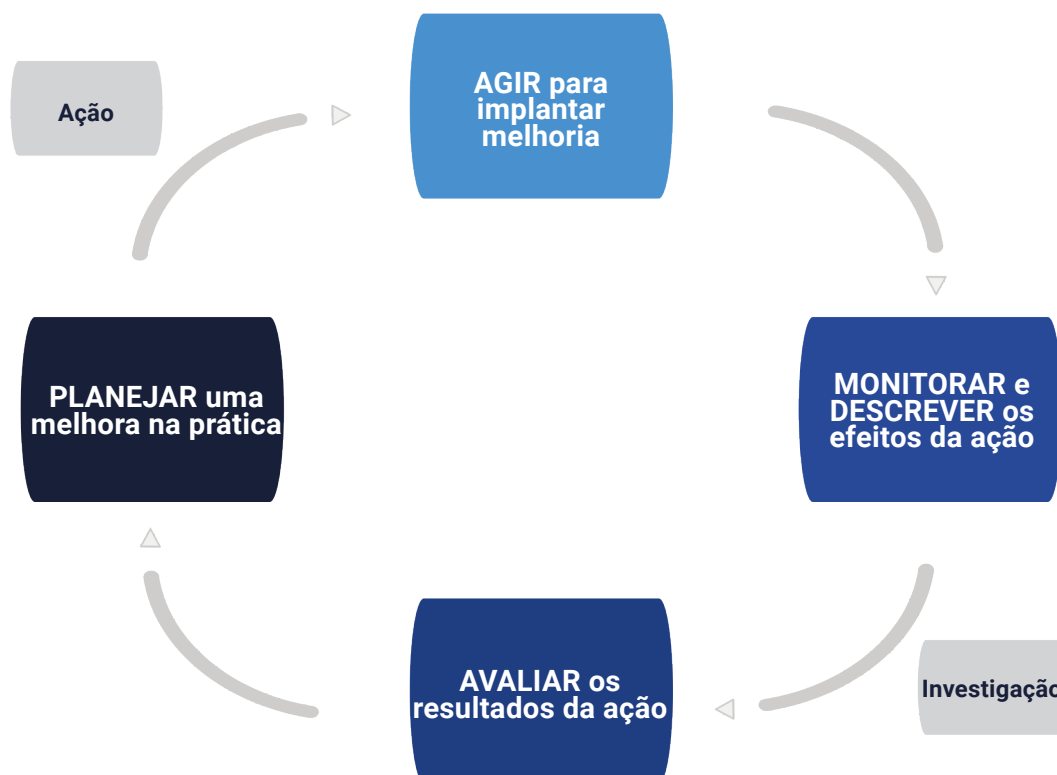 Ação
AGIR para
implantar
melhoria
PLANEJAR uma
melhora na prática
MONITORAR e
DESCREVER os
efeitos da ação
AVALIAR os
resultados da ação
Investigação